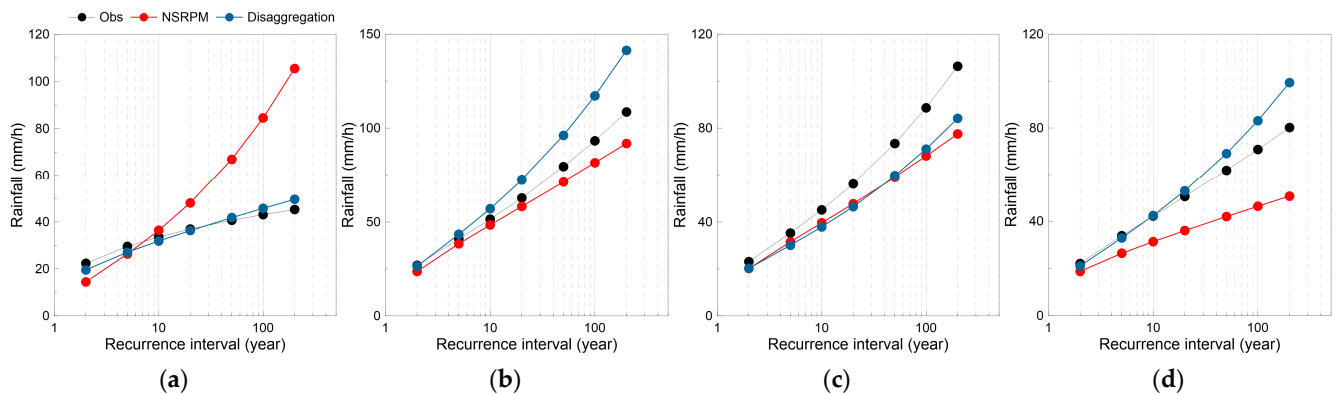 Obs NSRPM Disaggregation
Rainfall (mm/h)
120
100
80
60
40
20
0
1 10 100
Recurrence interval (year)
(a)
Rainfall (mm/h)
150
100
50
0
1 10 100
Recurrence interval (year)
(b)
Rainfall (mm/h)
120
80
40
0
1 10 100
Recurrence interval (year)
(c)
Rainfall (mm/h)
120
80
40
0
1 10 100
Recurrence interval (year)
(d)